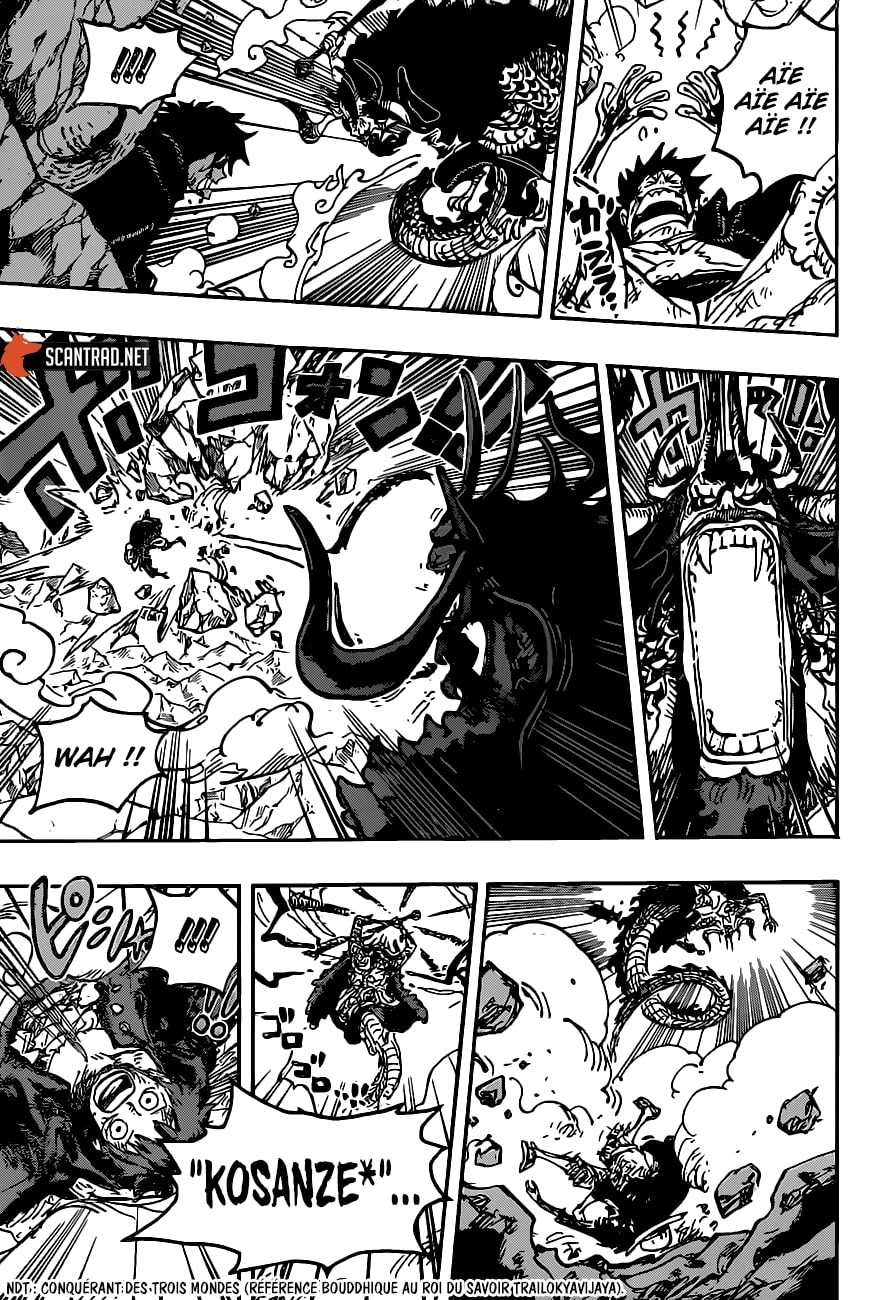 AÏE
AÏE AÏE
AÏE !!
!!!
SCANTRAD.NET
WAH !!
!!!
"KOSANZE*"...
NDT : CONQUÉRANT DES TROIS MONDES (RÉFÉRENCE BOUDDHIQUE AU ROI DU SAVOIR TRAILOKYAVIJAYA).